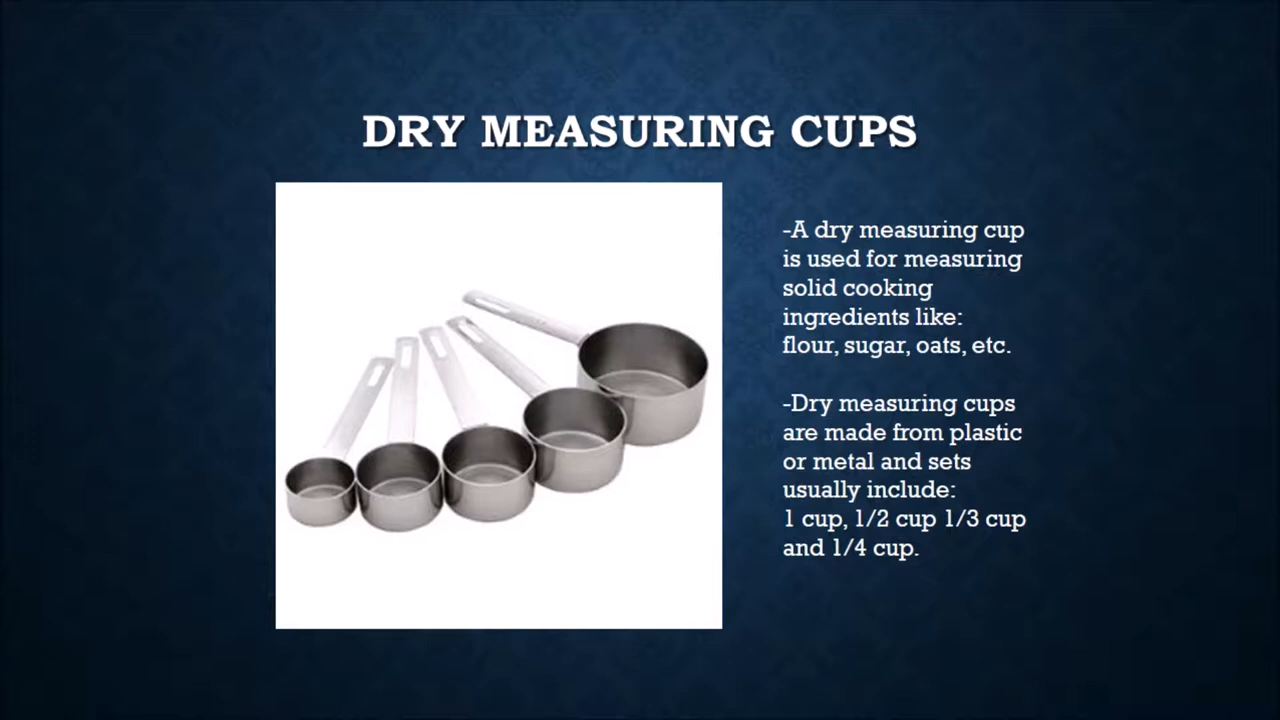 DRY MEASURING CUPS
-A dry measuring cup
is used for measuring
solid cooking
ingredients like:
flour, sugar, oats, etc.
-Dry measuring cups
are made from plastic
or metal and sets
usually include:
1 cup, 1/2 cup 1/3 cup
and 1/4 cup.